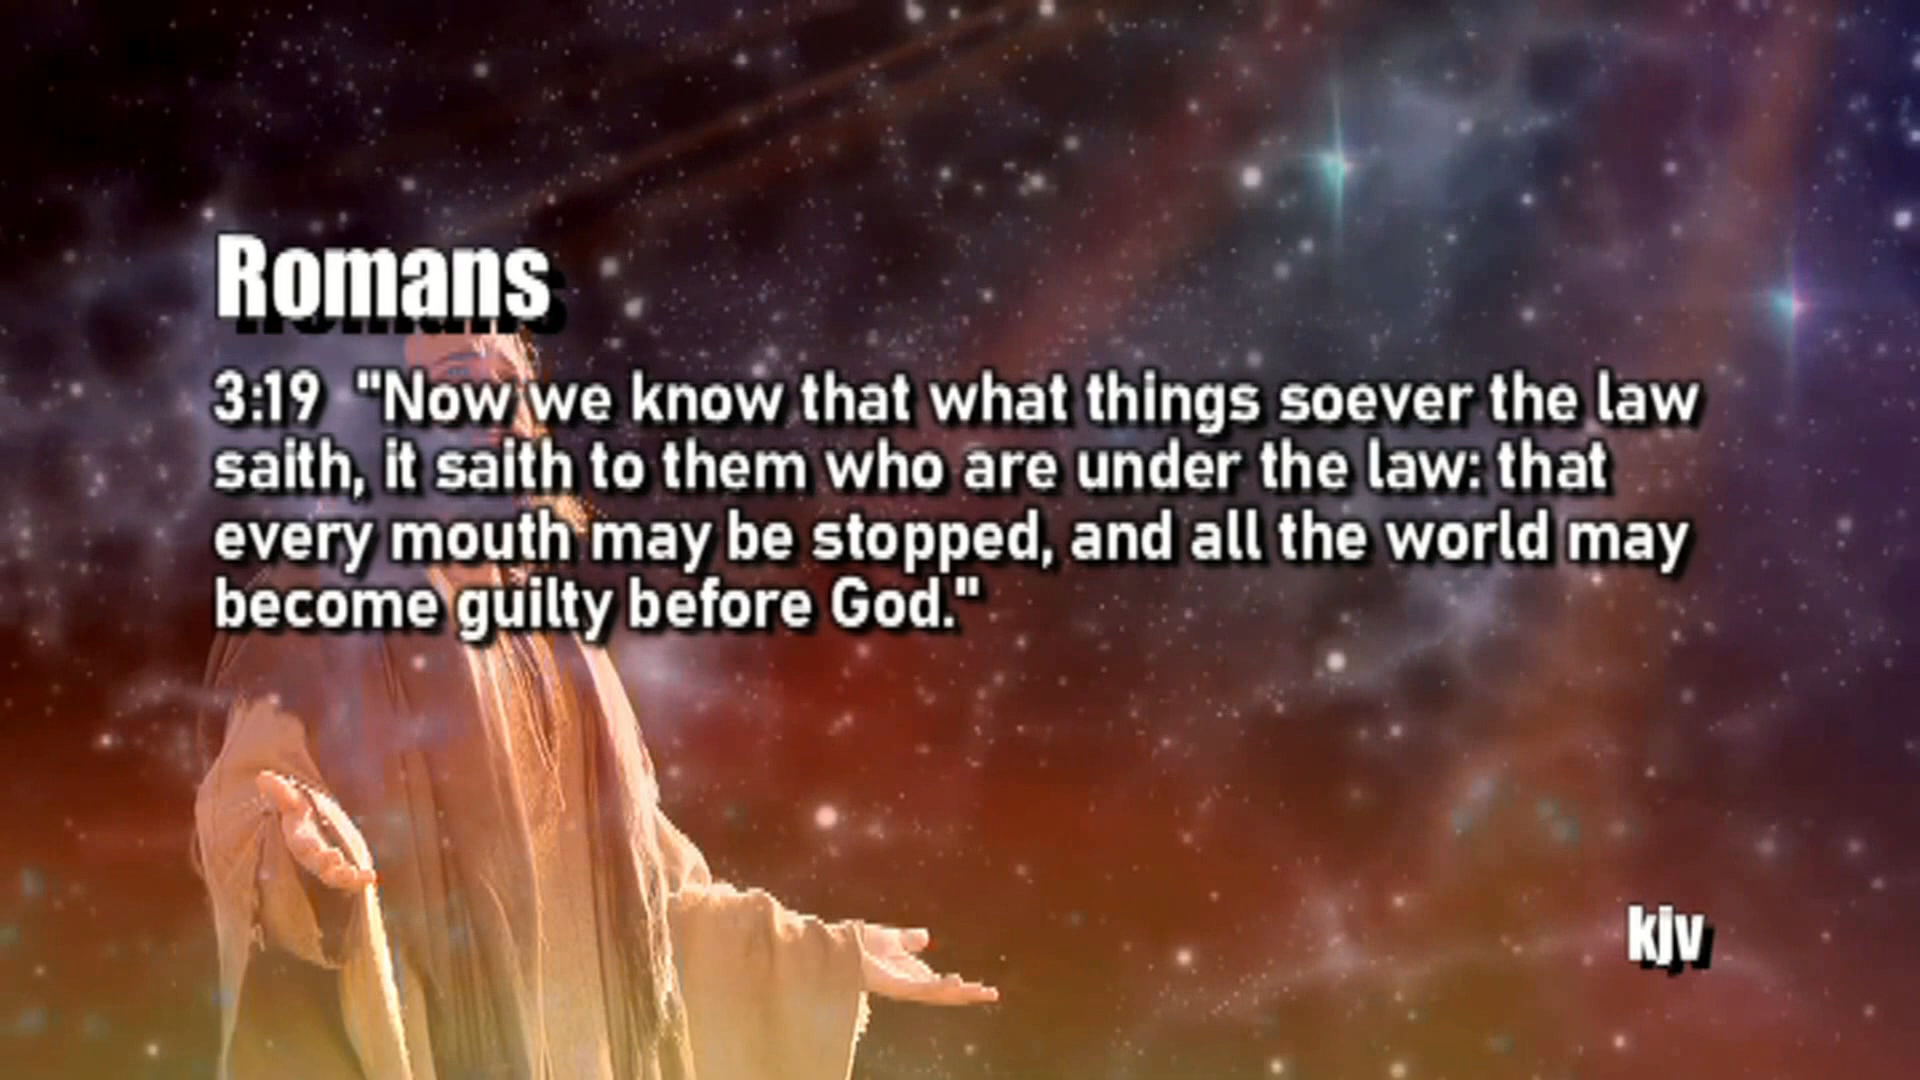 Romans
3:19 "Now we know that what things soever the law
saith, it saith to them who are under the law: that
every mouth may be stopped, and all the world may
become guilty before God."
kjv